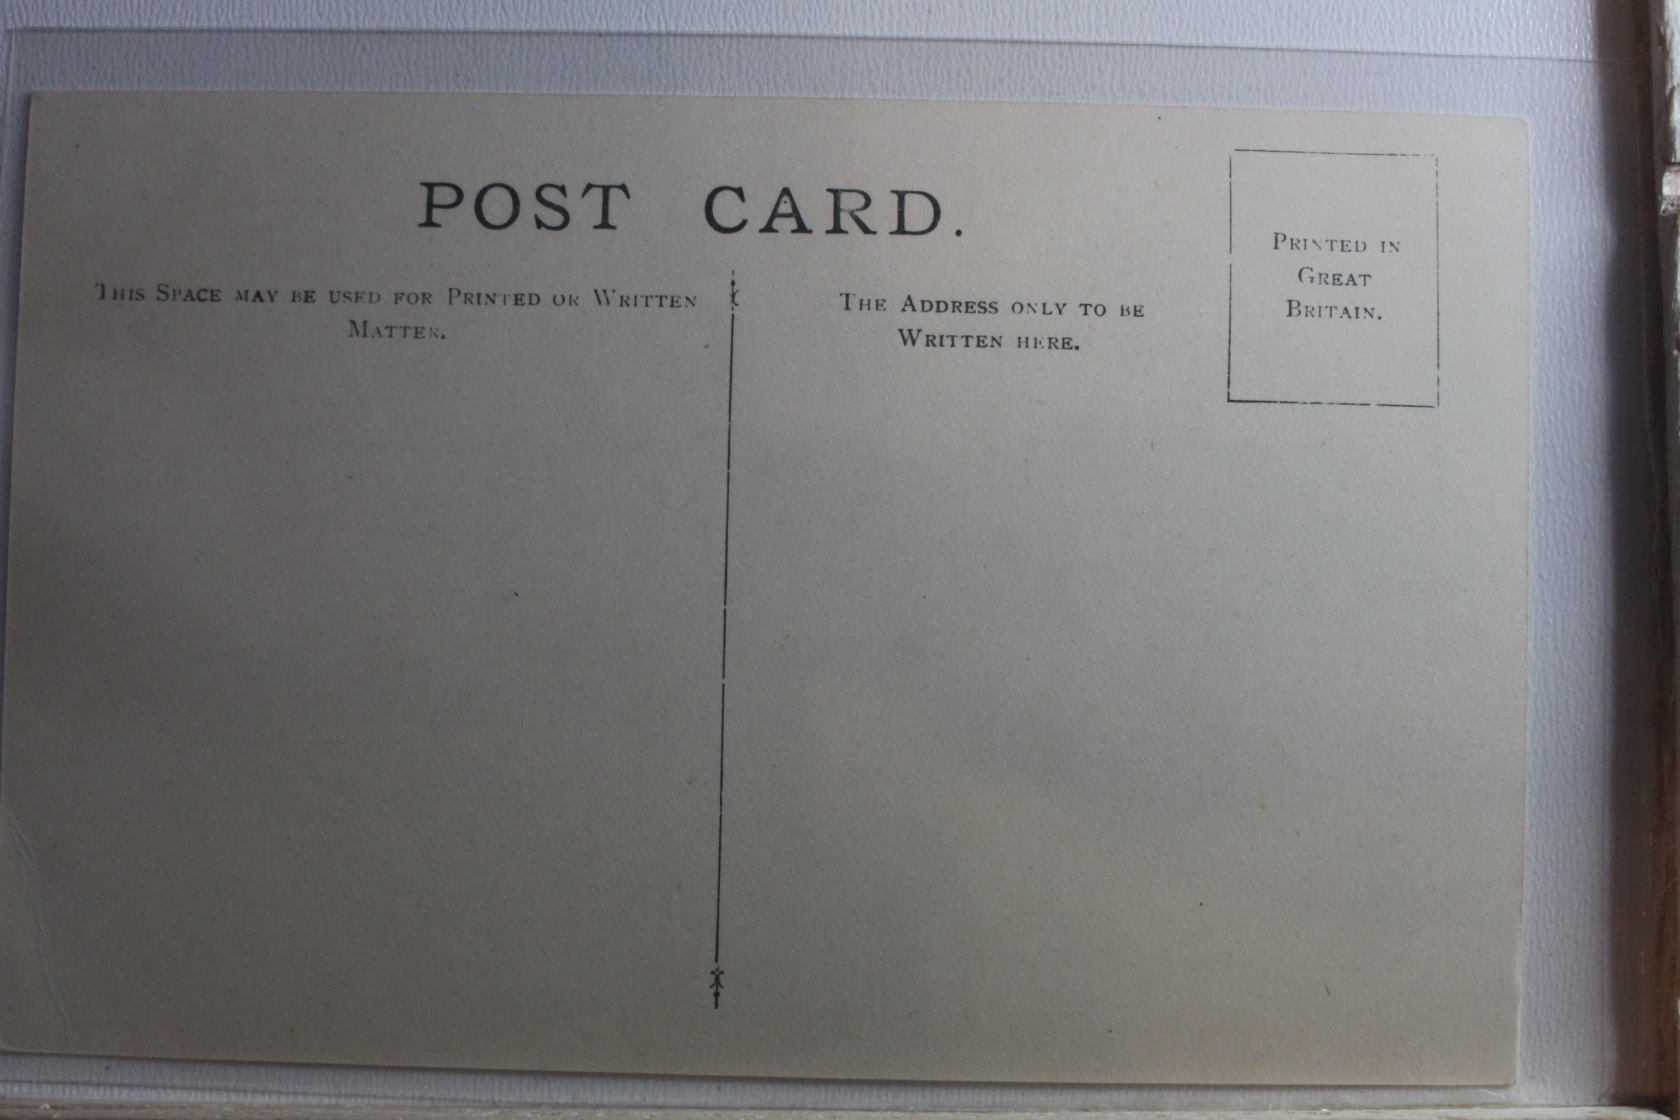 POST CARD.
THIS SPACE MAY BE USED FOR PRINTED OR WRITTEN
MATTER.
THE ADDRESS ONLY TO BE
WRITTEN HERE.
PRINTED IN
GREAT
BRITAIN.